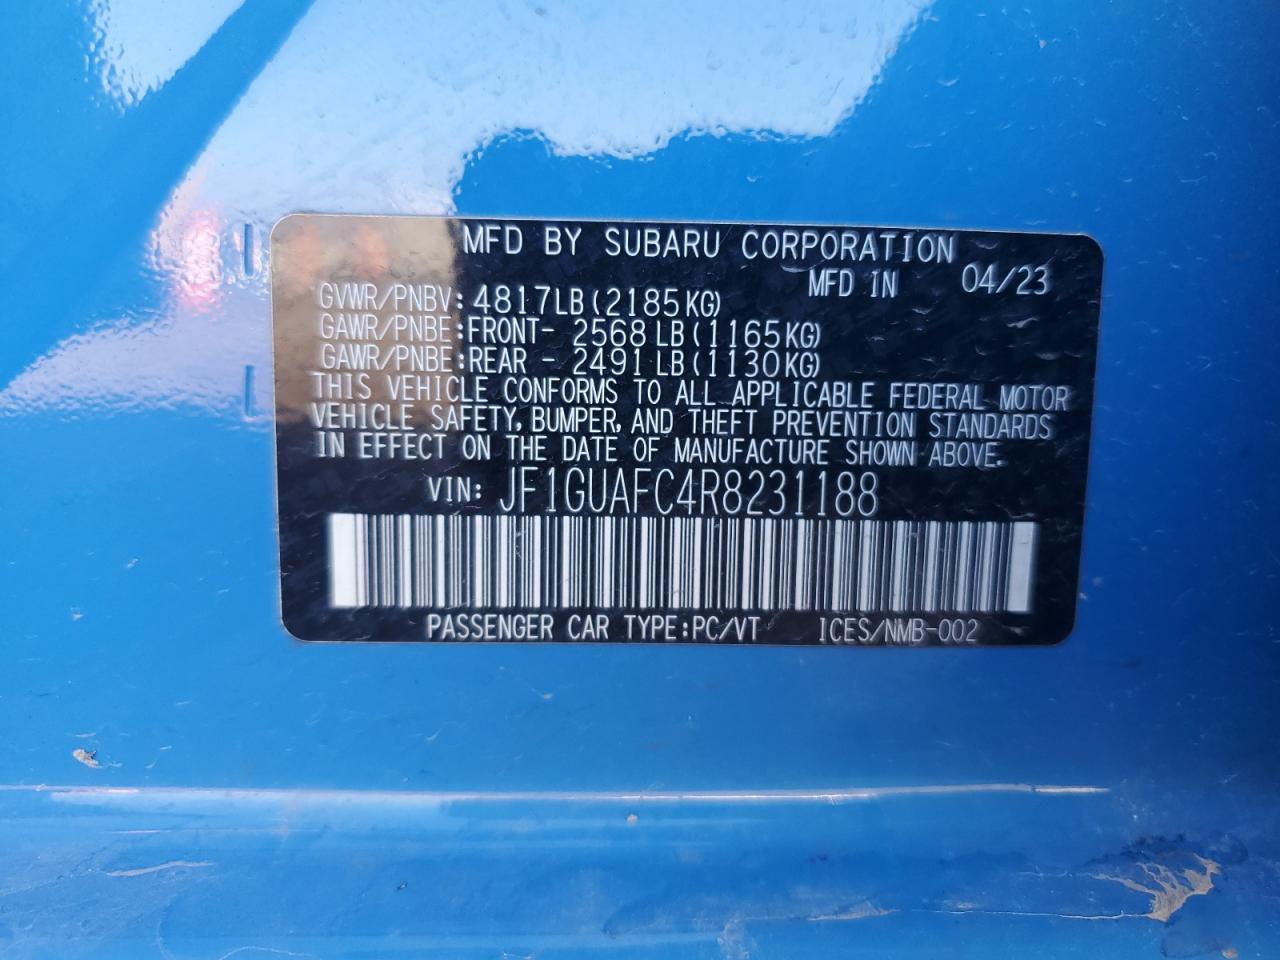 MFD BY SUBARU CORPORATION
MFD IN 04/23
GVWR/PNBV: 4817LB(2185KG)
GAWR/PNBE:FRONT- 2568 LB(1165KG)
GAWR/PNBE:REAR - 2491 LB(1130KG)
THIS VEHICLE CONFORMS TO ALL APPLICABLE FEDERAL MOTOR
VEHICLE SAFETY, BUMPER, AND THEFT PREVENTION STANDARDS
IN EFFECT ON THE DATE OF MANUFACTURE SHOWN ABOVE.
VIN: JF1GUAFC4R8231188
PASSENGER CAR TYPE:PC/VT ICES/NMB-002